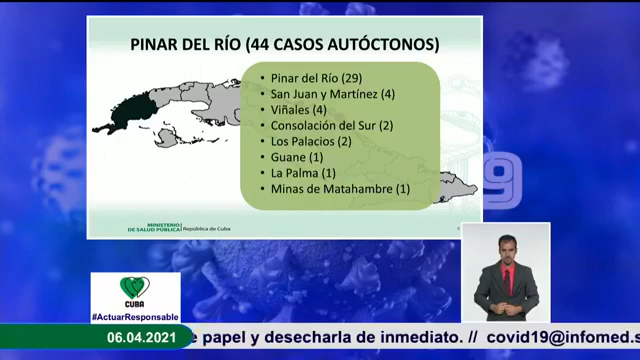 PINAR DEL RÍO (44 CASOS AUTÓCTONOS)
• Pinar del Río (29)
• San Juan y Martínez (4)
• Viñales (4)
• Consolación del Sur (2)
• Los Palacios (2)
• Guane (1)
• La Palma (1)
• Minas de Matahambre (1)
9
MINISTERIO
DE SALUD PÚBLICA
República de Cuba
CUBA
#ActuarResponsable
06.04.2021
e papel y desecharla de inmediato. // covid19@infomed.s